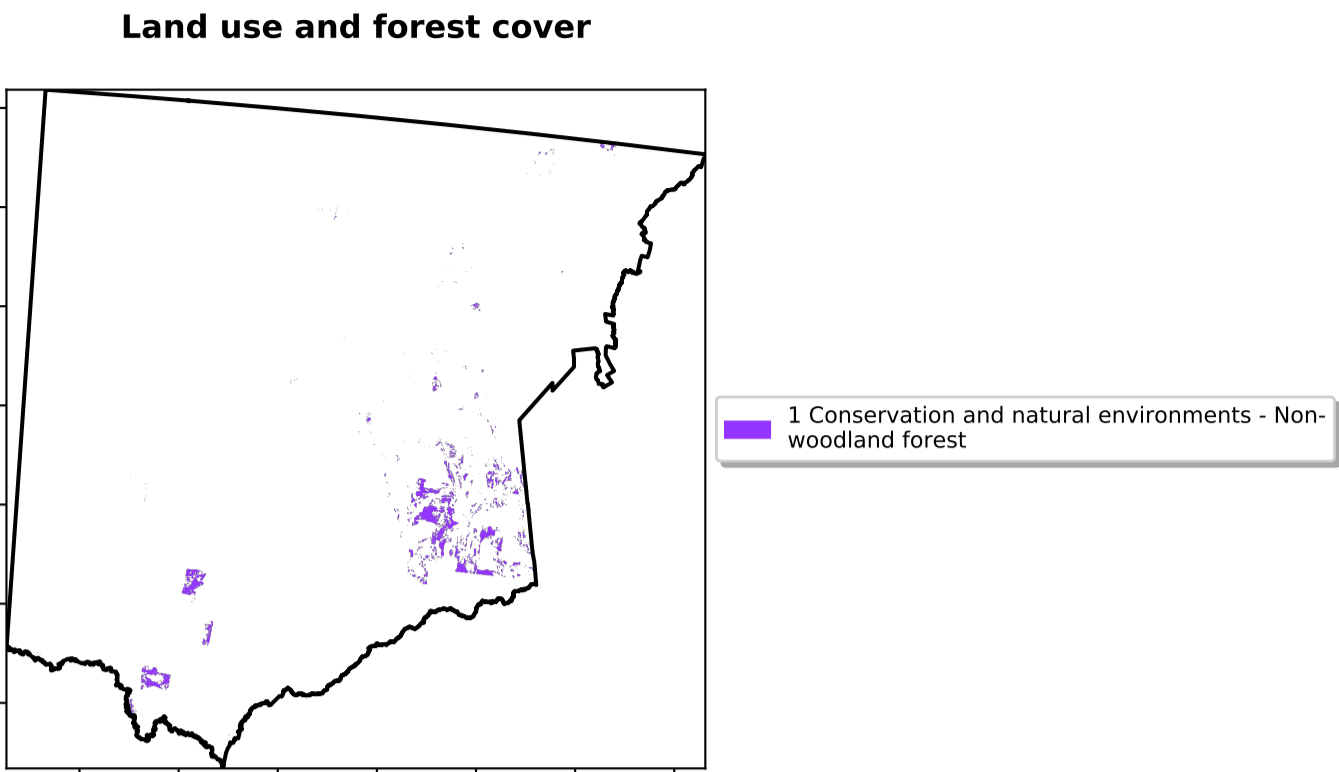 Land use and forest cover
1 Conservation and natural environments - Non-
woodland forest